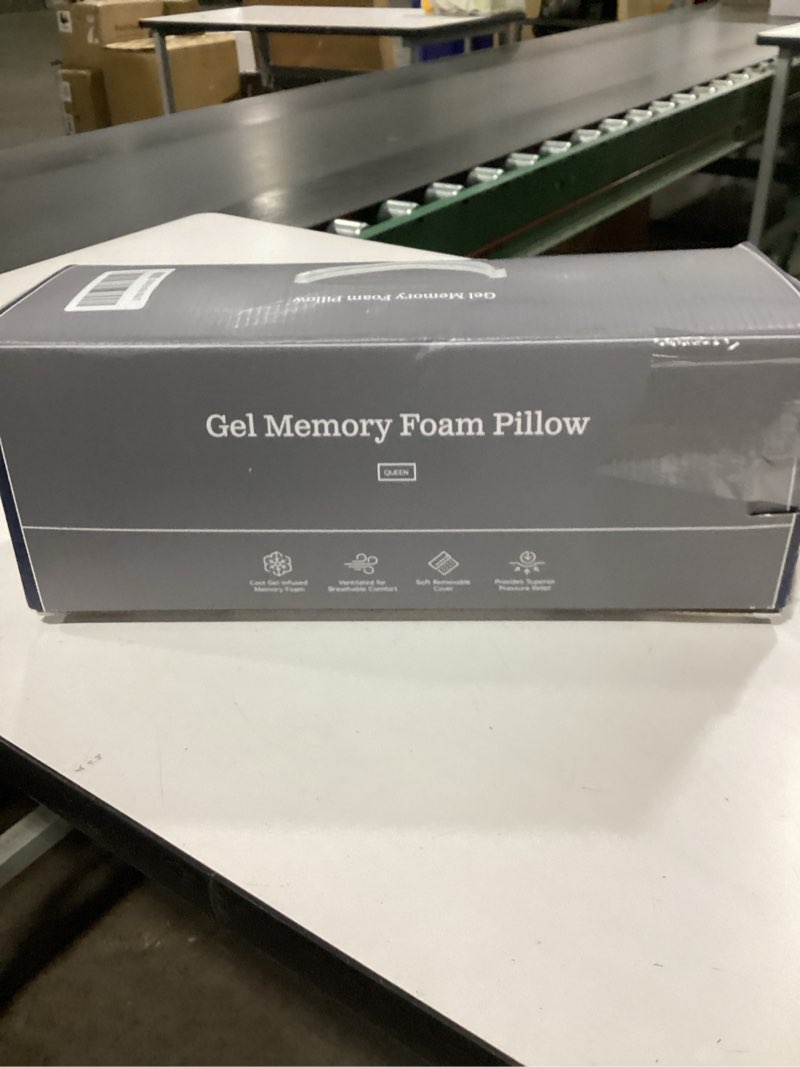 Gel Memory Foam Pillow
Gel Memory Foam Pillow
QUEEN
Cool Gel Infused
Memory Foam
Ventilated for
Breathable Comfort
Soft Removable
Cover
Provides Superior
Pressure Relief